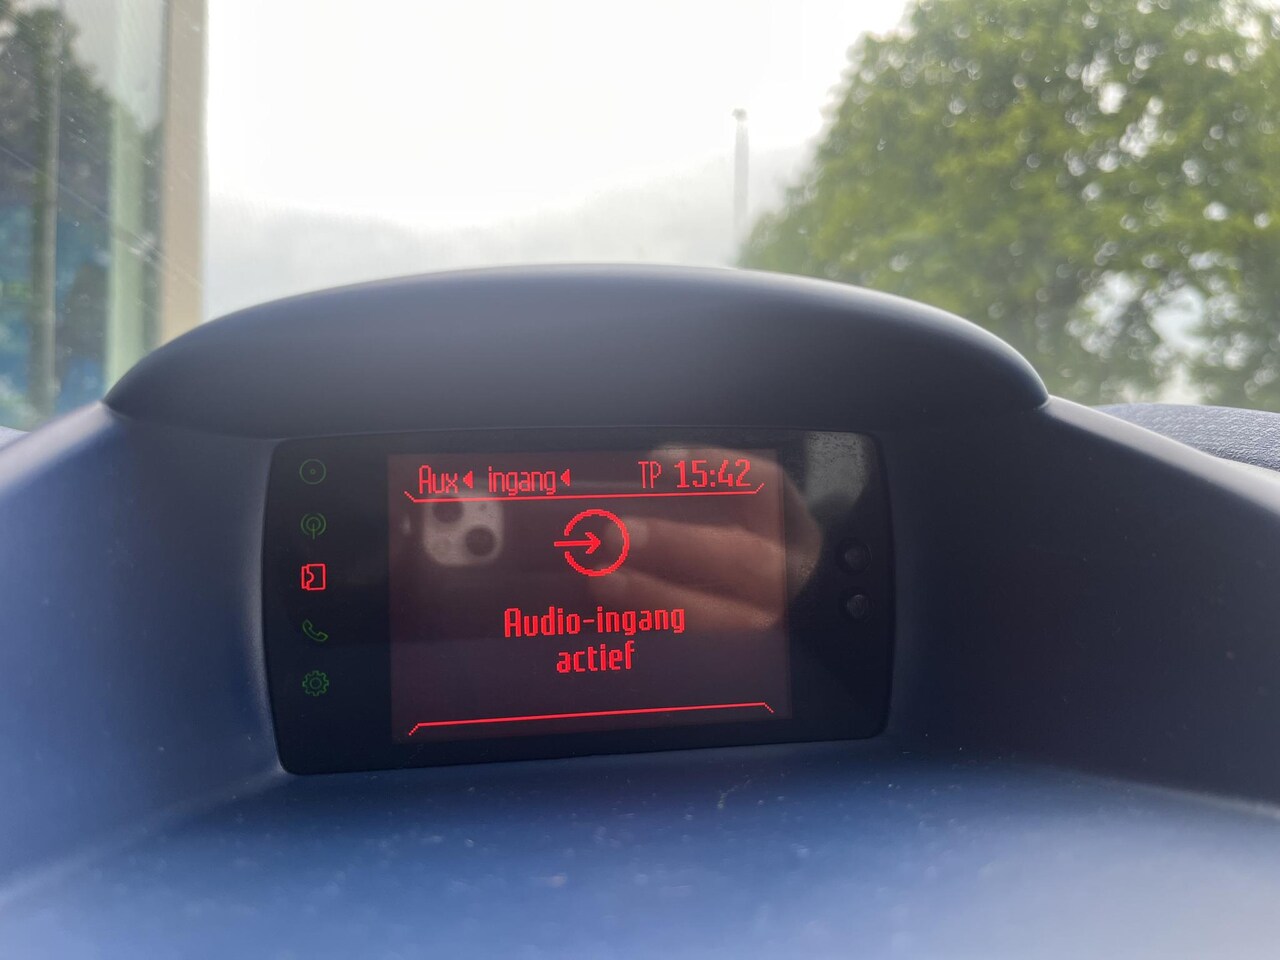 Aux ingang TP 15:42
Audio-ingang
actief